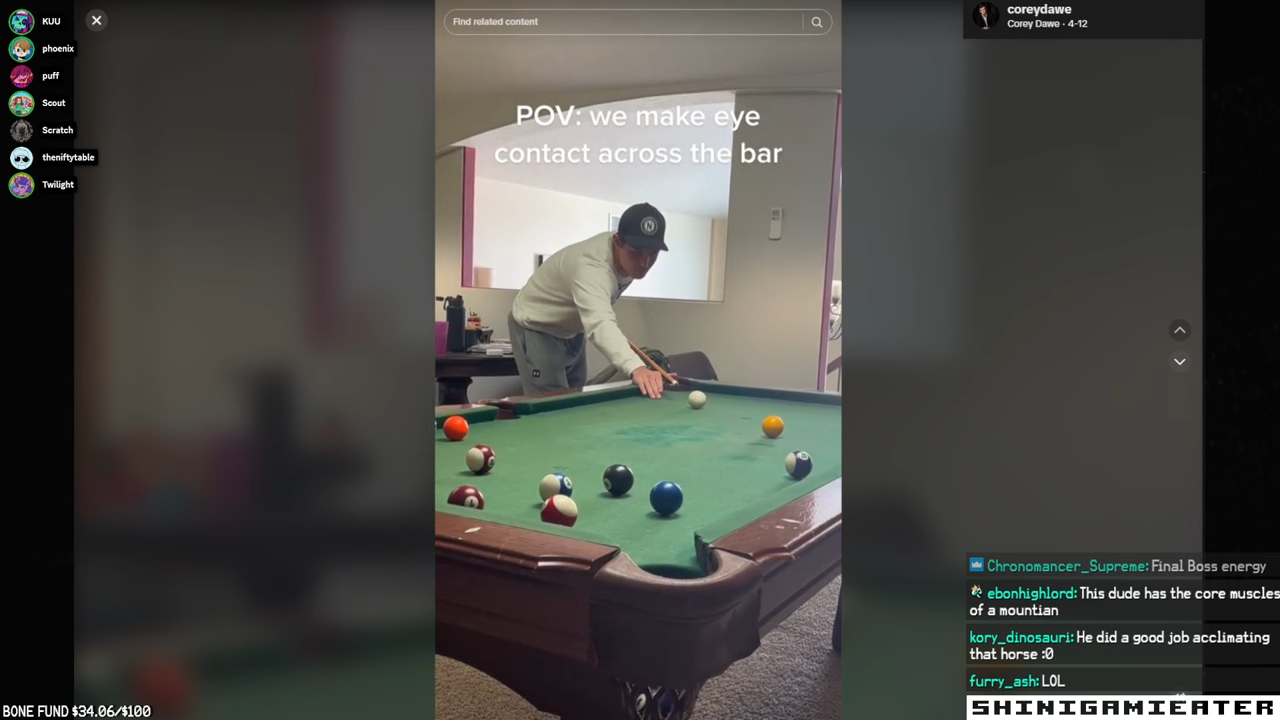 KUU
phoenix
puff
Scout
Scratch
theniftytable
Twilight
Find related content
POV: we make eye
contact across the bar
N
coreydawe
Corey Dawe · 4-12
Chronomancer_Supreme: Final Boss energy
ebonhighlord: This dude has the core muscles
of a mountian
kory_dinosauri: He did a good job acclimating
that horse :0
furry_ash: LOL
BONE FUND $34.06/$100
SHINIGAMIEATER